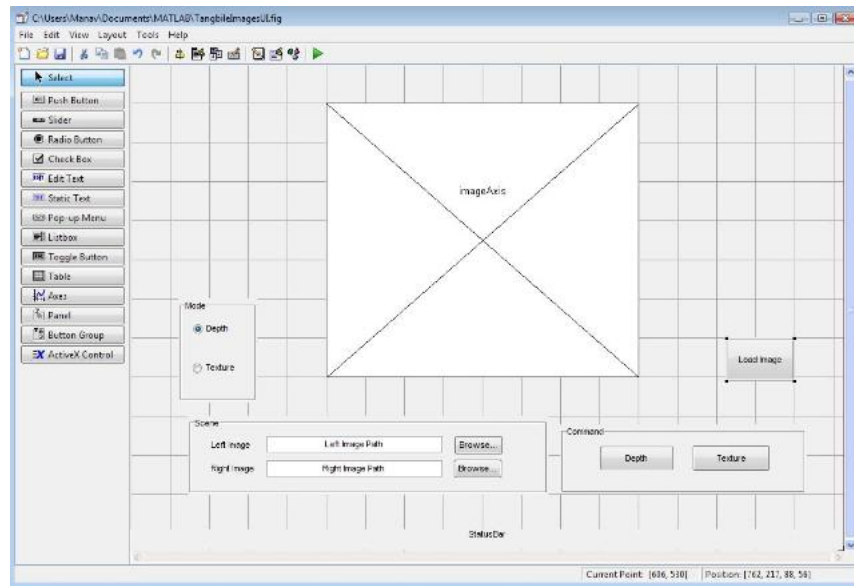 C:\Users\Manav\Documents\MATLAB\TangbileImagesUI.fig
File Edit View Layout Tools Help
Select
Push Button
Slider
Radio Button
Check Box
Edit Text
Static Text
Pop-up Menu
Listbox
Toggle Button
Table
Axes
Panel
Button Group
ActiveX Control
imageAxis
Mode
Depth
Texture
Load Image
Scene
Left Image Left Image Path Browse...
Right Image Right Image Path Browse...
Command
Depth Texture
StatusBar
Current Point: [636, 530] Position: [762, 217, 88, 56]